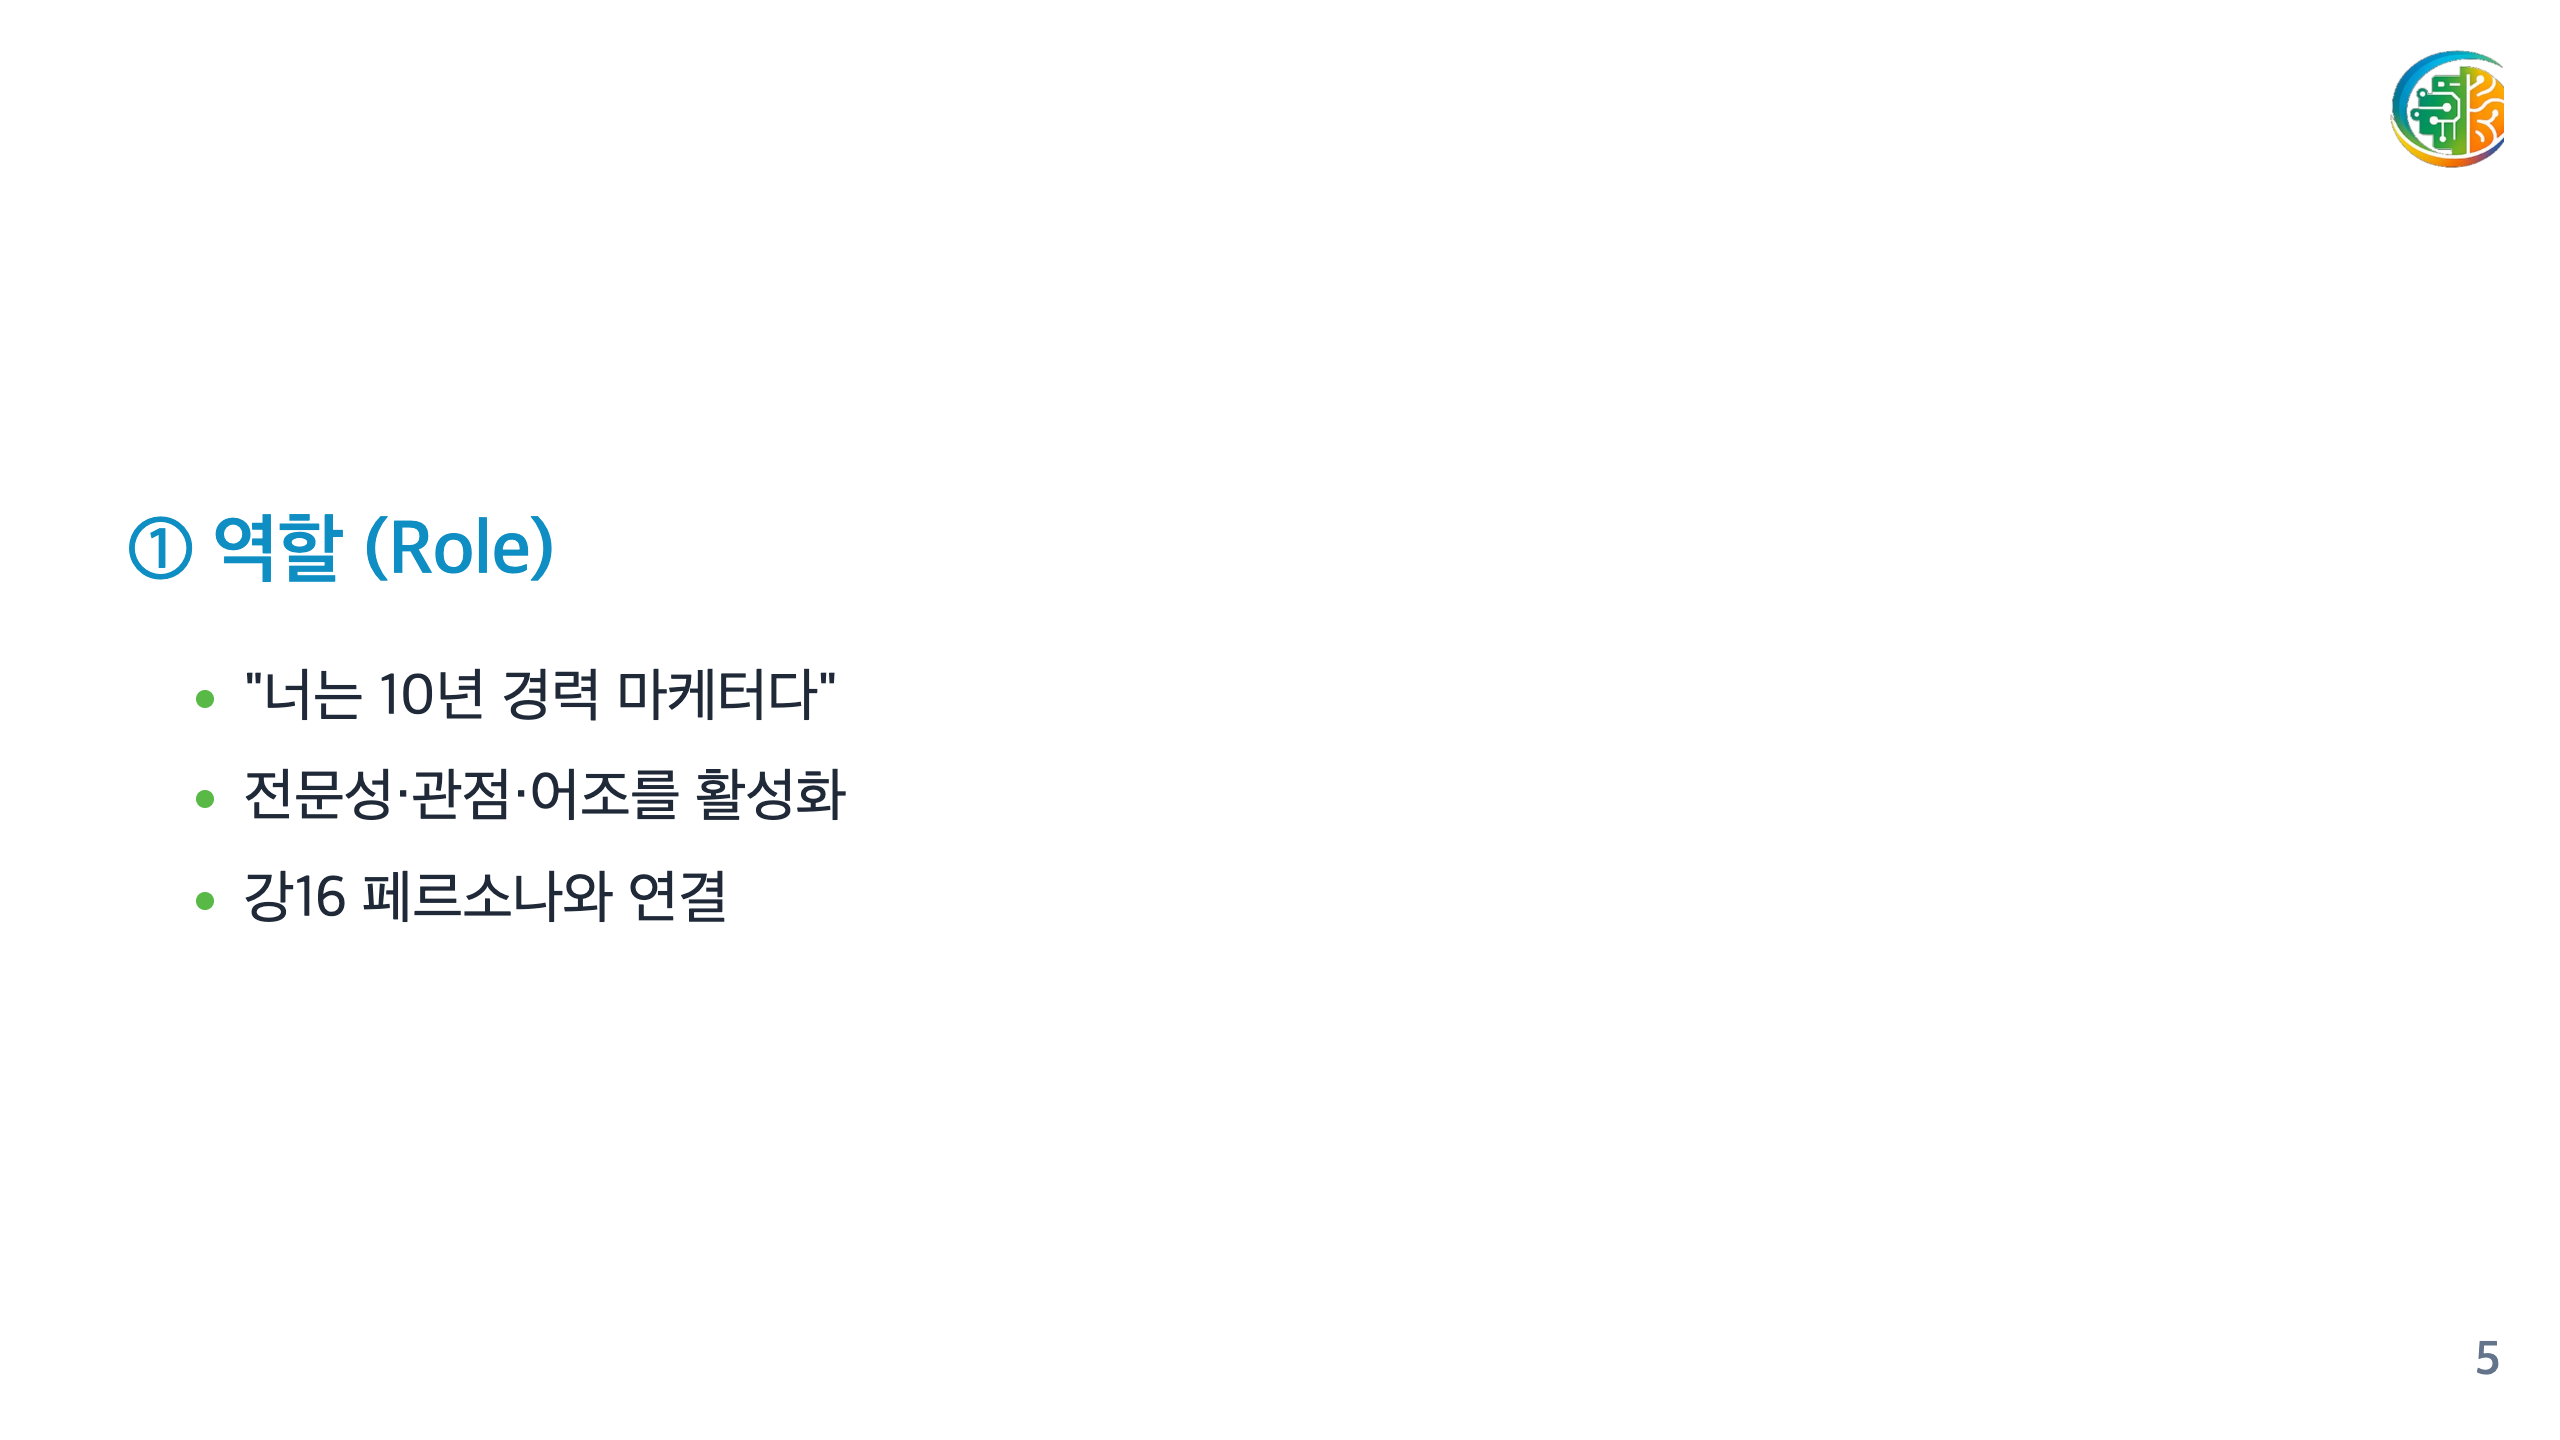 ① 역할 (Role)
• "너는 10년 경력 마케터다"
• 전문성·관점·어조를 활성화
• 강16 페르소나와 연결
5